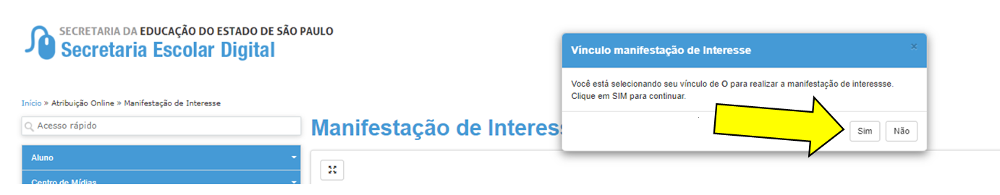 SECRETARIA DA EDUCAÇÃO DO ESTADO DE SÃO PAULO
Secretaria Escolar Digital
Início » Atribuição Online » Manifestação de Interesse
Acesso rápido
Aluno
Centro de Mídias
Manifestação de Interes
Vínculo manifestação de Interesse
×
Você está selecionando seu vínculo de O para realizar a manifestação de interessse.
Clique em SIM para continuar.
Sim
Não